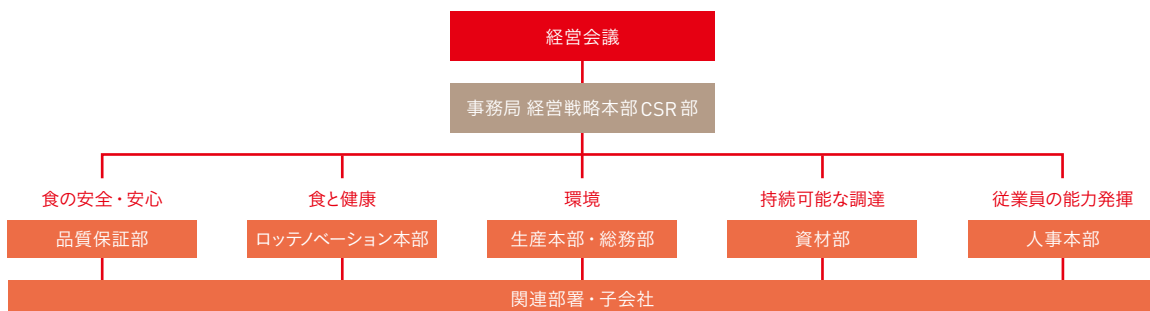 経営会議
事務局 経営戦略本部CSR部
食の安全・安心
食と健康
環境
持続可能な調達
従業員の能力発揮
品質保証部
ロッテノベーション本部
生産本部・総務部
資材部
人事本部
関連部署・子会社